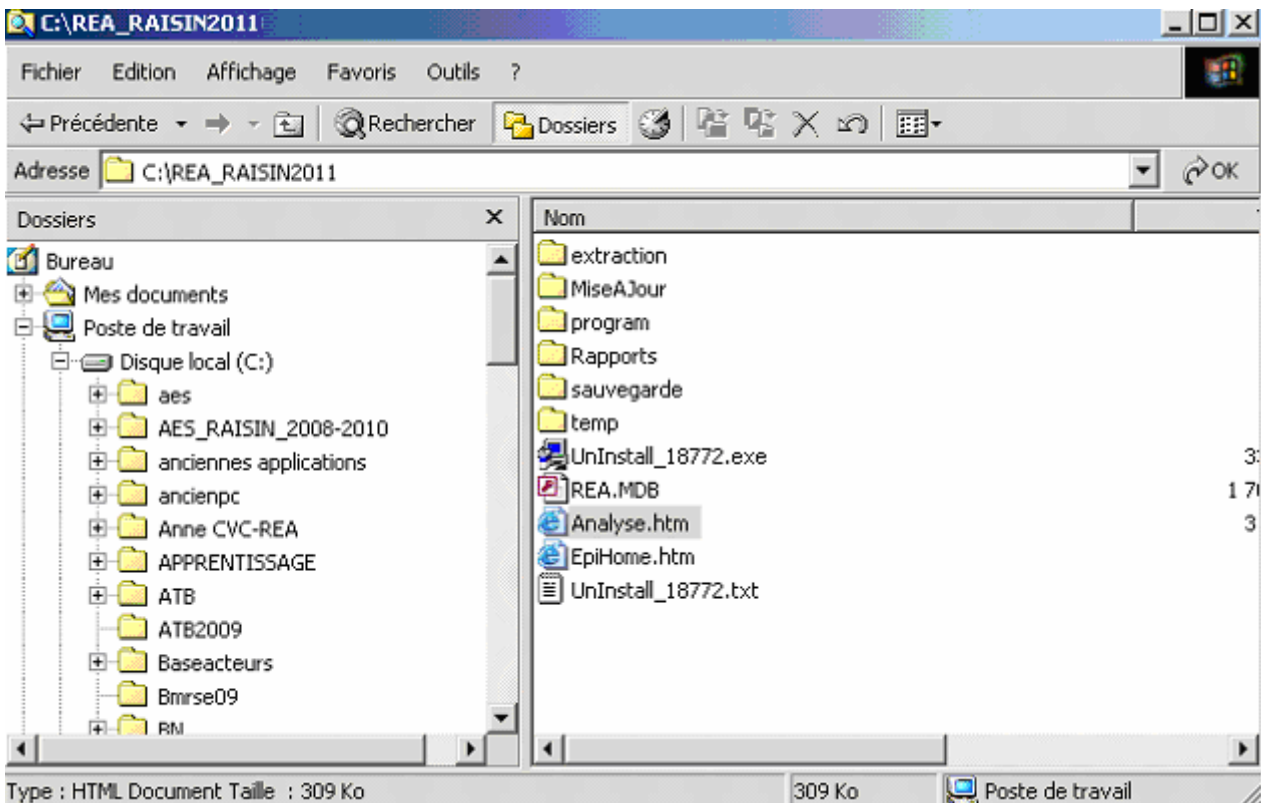 C:\REA_RAISIN2011
Fichier Edition Affichage Favoris Outils ?
Précédente Rechercher Dossiers
Adresse C:\REA_RAISIN2011 OK
Dossiers
Bureau
Mes documents
Poste de travail
Disque local (C:)
aes
AES_RAISIN_2008-2010
anciennes applications
ancienpc
Anne CVC-REA
APPRENTISSAGE
ATB
ATB2009
Baseacteurs
Bmrse09
BN
Nom
extraction
MiseAJour
program
Rapports
sauvegarde
temp
UnInstall_18772.exe
REA.MDB
Analyse.htm
EpiHome.htm
UnInstall_18772.txt
Type : HTML Document Taille : 309 Ko 309 Ko Poste de travail